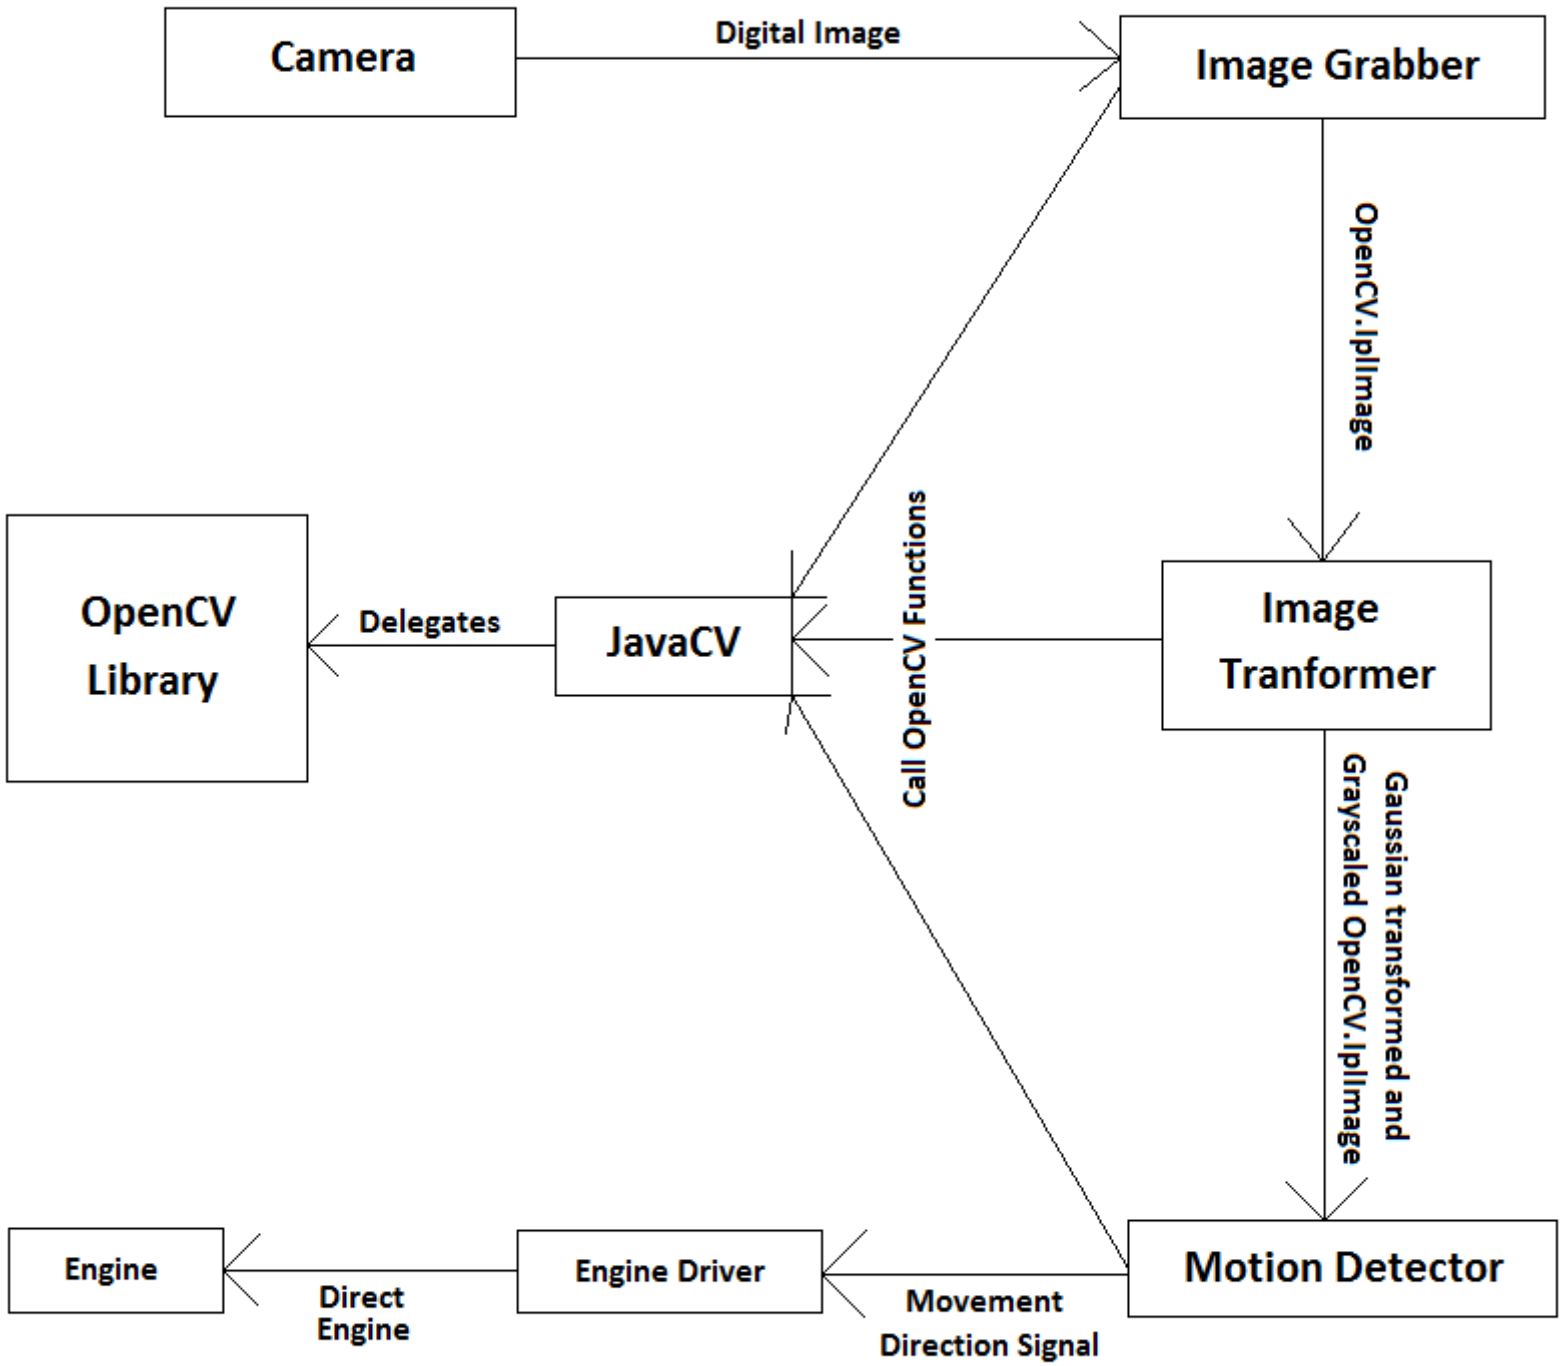 Camera
Digital Image
Image Grabber
OpenCV.IplImage
OpenCV
Library
Delegates
JavaCV
Call OpenCV Functions
Image
Tranformer
Gaussian transformed and
Grayscaled OpenCV.IplImage
Engine
Direct
Engine
Engine Driver
Movement
Direction Signal
Motion Detector